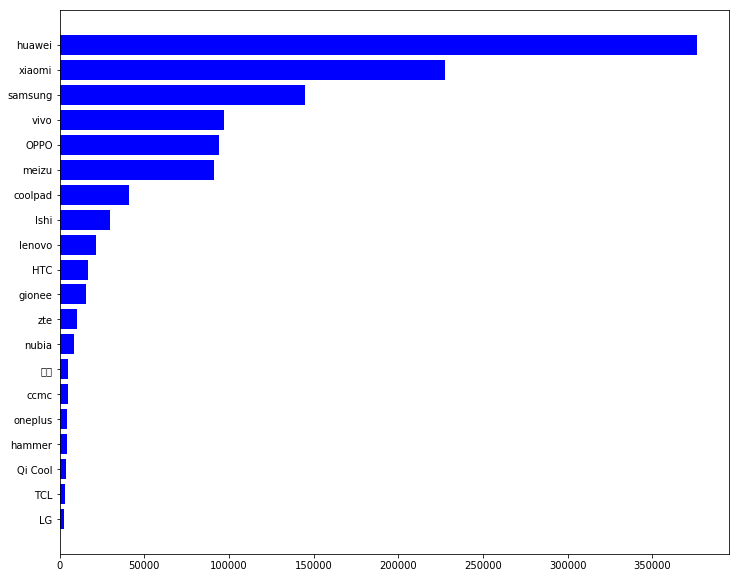 huawei
xiaomi
samsung
vivo
OPPO
meizu
coolpad
lshi
lenovo
HTC
gionee
zte
nubia
ccmc
oneplus
hammer
Qi Cool
TCL
LG
0 50000 100000 150000 200000 250000 300000 350000